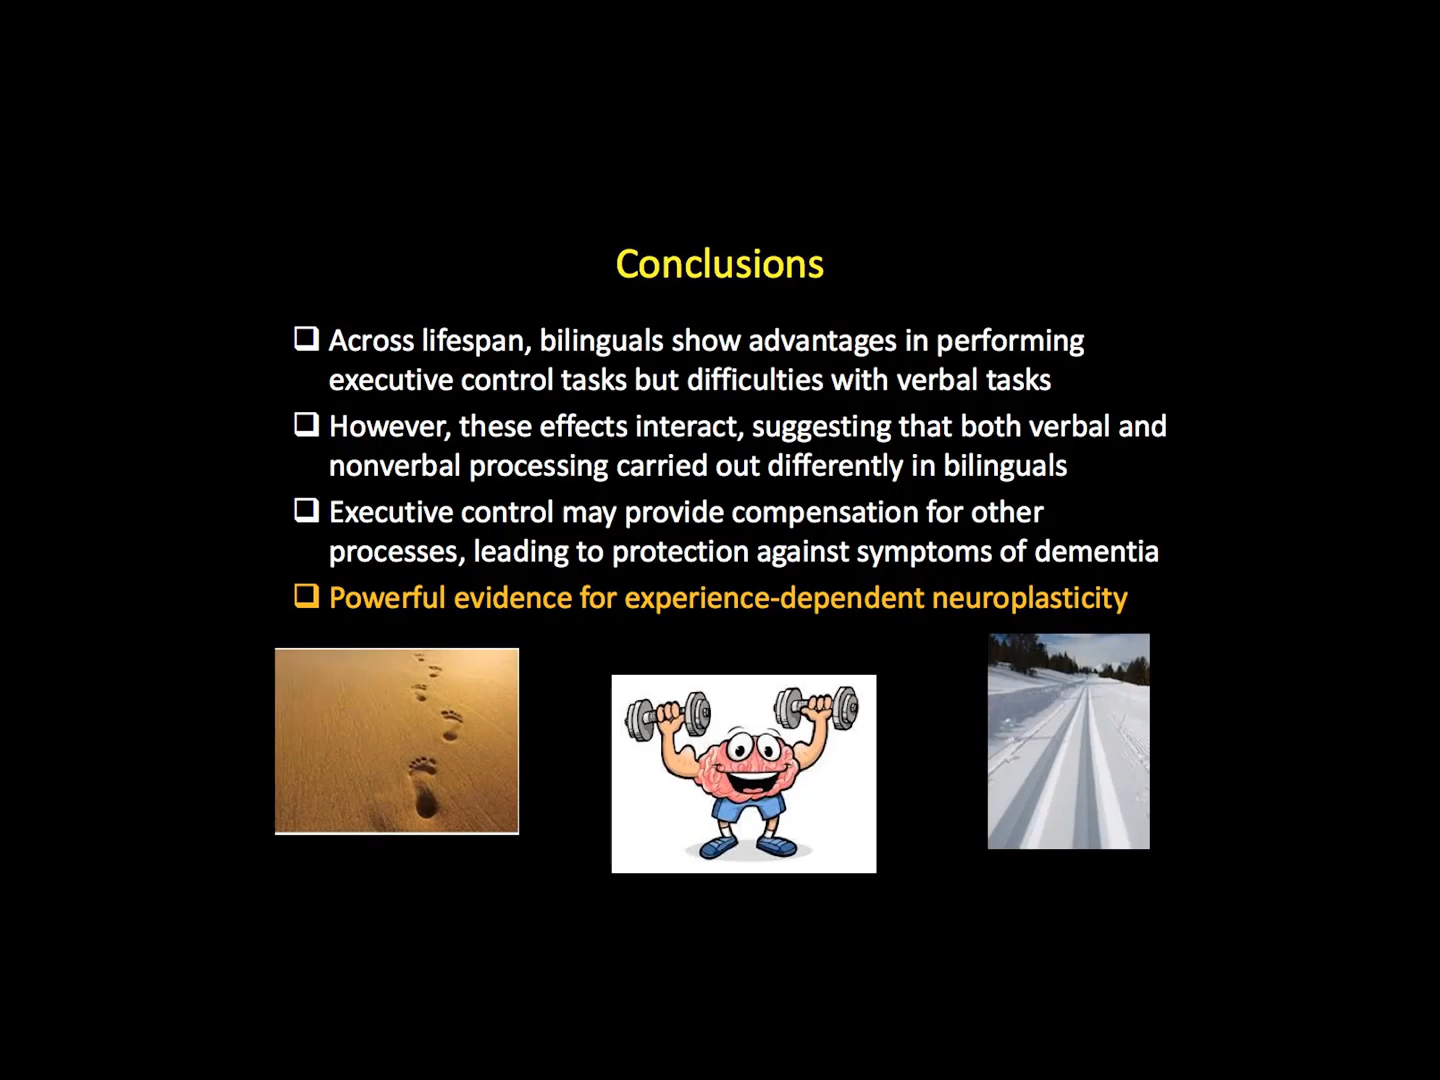 Conclusions
Across lifespan, bilinguals show advantages in performing
executive control tasks but difficulties with verbal tasks
However, these effects interact, suggesting that both verbal and
nonverbal processing carried out differently in bilinguals
Executive control may provide compensation for other
processes, leading to protection against symptoms of dementia
Powerful evidence for experience-dependent neuroplasticity